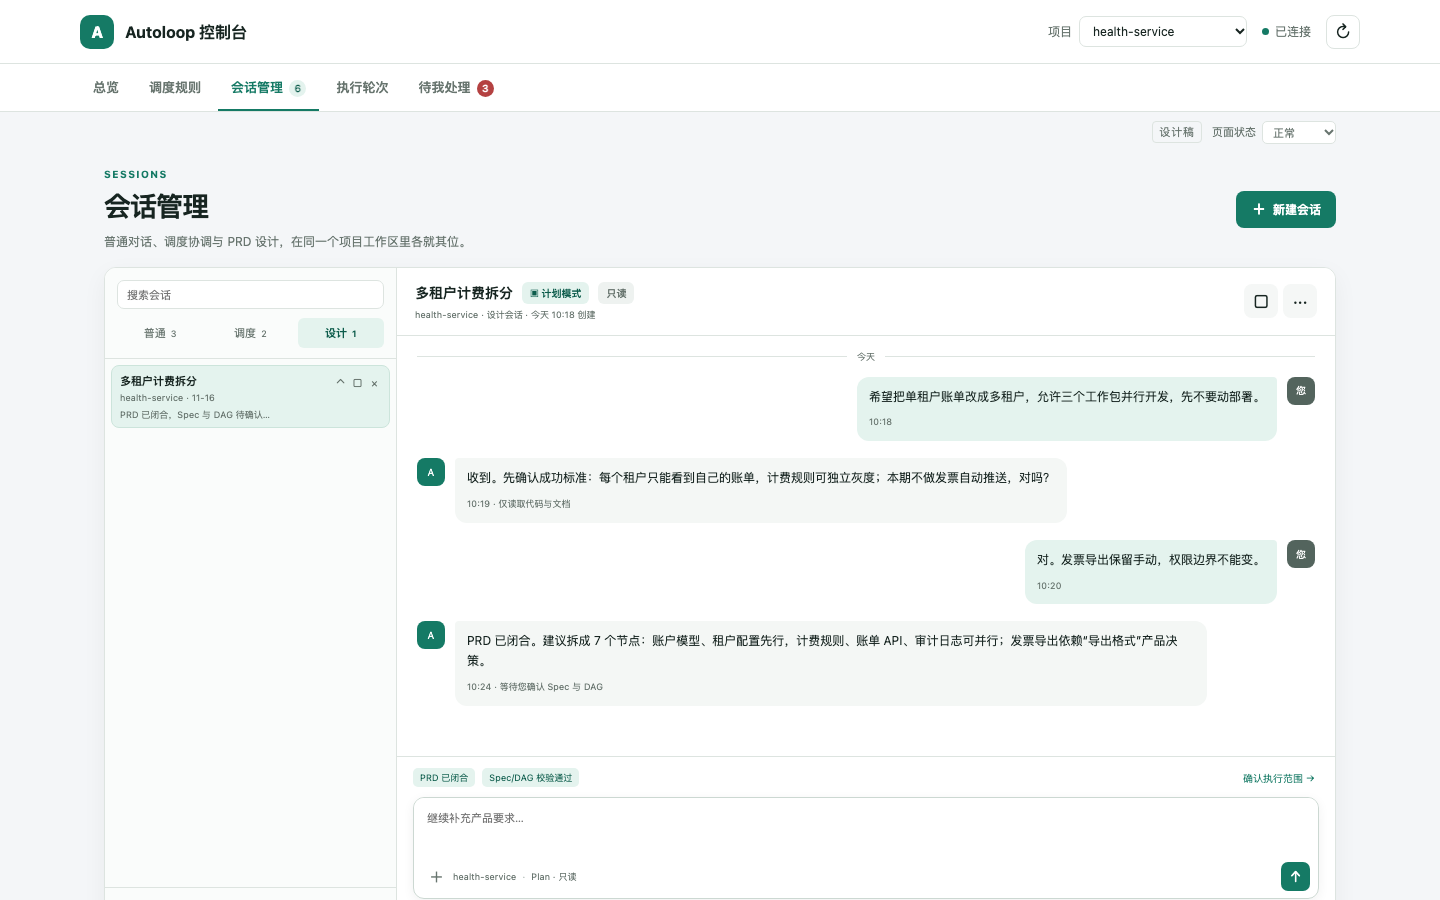 A Autoloop 控制台
项目 health-service 已连接
总览 调度规则 会话管理 6 执行轮次 待我处理 3
设计稿 页面状态 正常
SESSIONS
会话管理
+ 新建会话
普通对话、调度协调与 PRD 设计，在同一个项目工作区里各就其位。
搜索会话
普通 3 调度 2 设计 1
多租户计费拆分
health-service · 11-16
PRD 已闭合，Spec 与 DAG 待确认...
多租户计费拆分 计划模式 只读
health-service · 设计会话 · 今天 10:18 创建
今天
希望把单租户账单改成多租户，允许三个工作包并行开发，先不要动部署。
10:18
您
A
收到。先确认成功标准：每个租户只能看到自己的账单，计费规则可独立灰度；本期不做发票自动推送，对吗？
10:19 · 仅读取代码与文档
对。发票导出保留手动，权限边界不能变。
10:20
您
A
PRD 已闭合。建议拆成 7 个节点：账户模型、租户配置先行，计费规则、账单 API、审计日志可并行；发票导出依赖“导出格式”产品决
策。
10:24 · 等待您确认 Spec 与 DAG
PRD 已闭合 Spec/DAG 校验通过 确认执行范围 →
继续补充产品要求...
+ health-service · Plan · 只读